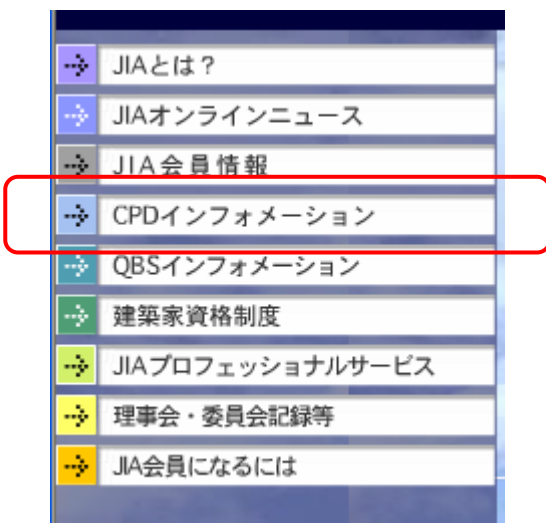 JIAとは？
JIAオンラインニュース
JIA会員情報
CPDインフォメーション
QBSインフォメーション
建築家資格制度
JIAプロフェッショナルサービス
理事会・委員会記録等
JIA会員になるには